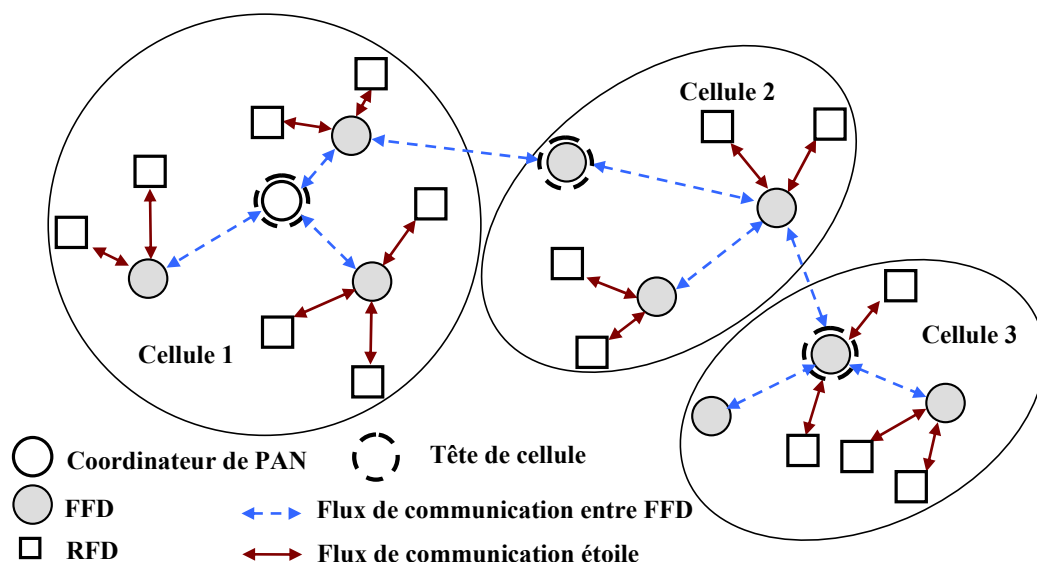 Cellule 2
Cellule 1
Cellule 3
Coordinateur de PAN
Tête de cellule
FFD
Flux de communication entre FFD
RFD
Flux de communication étoile